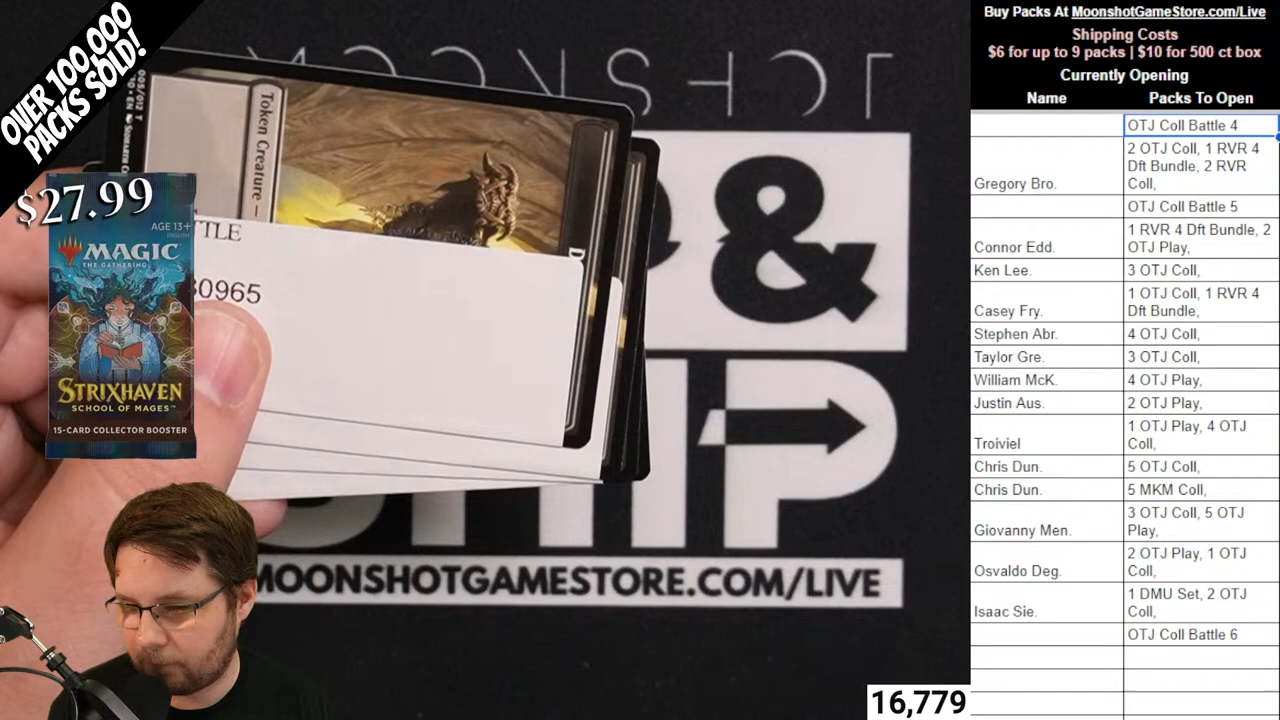 OVER 100,000
PACKS SOLD!
$27.99
AGE 13+
ENGLISH
MAGIC
THE GATHERING
STRIXHAVEN
SCHOOL OF MAGES™
15-CARD COLLECTOR BOOSTER
Token Creature —
TTLE
30965
&
MOONSHOTGAMESTORE.COM/LIVE
16,779
Buy Packs At MoonshotGameStore.com/Live
Shipping Costs
$6 for up to 9 packs | $10 for 500 ct box
Currently Opening
Name Packs To Open
OTJ Coll Battle 4
2 OTJ Coll, 1 RVR 4
Dft Bundle, 2 RVR
Gregory Bro. Coll,
OTJ Coll Battle 5
1 RVR 4 Dft Bundle, 2
Connor Edd. OTJ Play,
Ken Lee. 3 OTJ Coll,
1 OTJ Coll, 1 RVR 4
Casey Fry. Dft Bundle,
Stephen Abr. 4 OTJ Coll,
Taylor Gre. 3 OTJ Coll,
William McK. 4 OTJ Play,
Justin Aus. 2 OTJ Play,
1 OTJ Play, 4 OTJ
Troiviel Coll,
Chris Dun. 5 OTJ Coll,
Chris Dun. 5 MKM Coll,
3 OTJ Coll, 5 OTJ
Giovanny Men. Play,
2 OTJ Play, 1 OTJ
Osvaldo Deg. Coll,
1 DMU Set, 2 OTJ
Isaac Sie. Coll,
OTJ Coll Battle 6